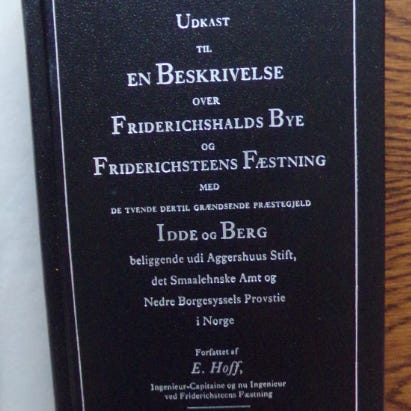 UDKAST
TIL
EN BESKRIVELSE
OVER
FRIDERICHSHALDS BYE
OG
FRIDERICHSTEENS FÆSTNING
MED
DE TVENDE DERTIL GRÆNDSENDE PRÆSTEGJELD
IDDE OG BERG
beliggende udi Aggershuus Stift,
det Smaalehnske Amt og
Nedre Borgesyssels Provstie
i Norge
Forfattet af
E. Hoff,
Ingenieur-Capitaine og nu Ingenieur
ved Friderichsteens Fæstning